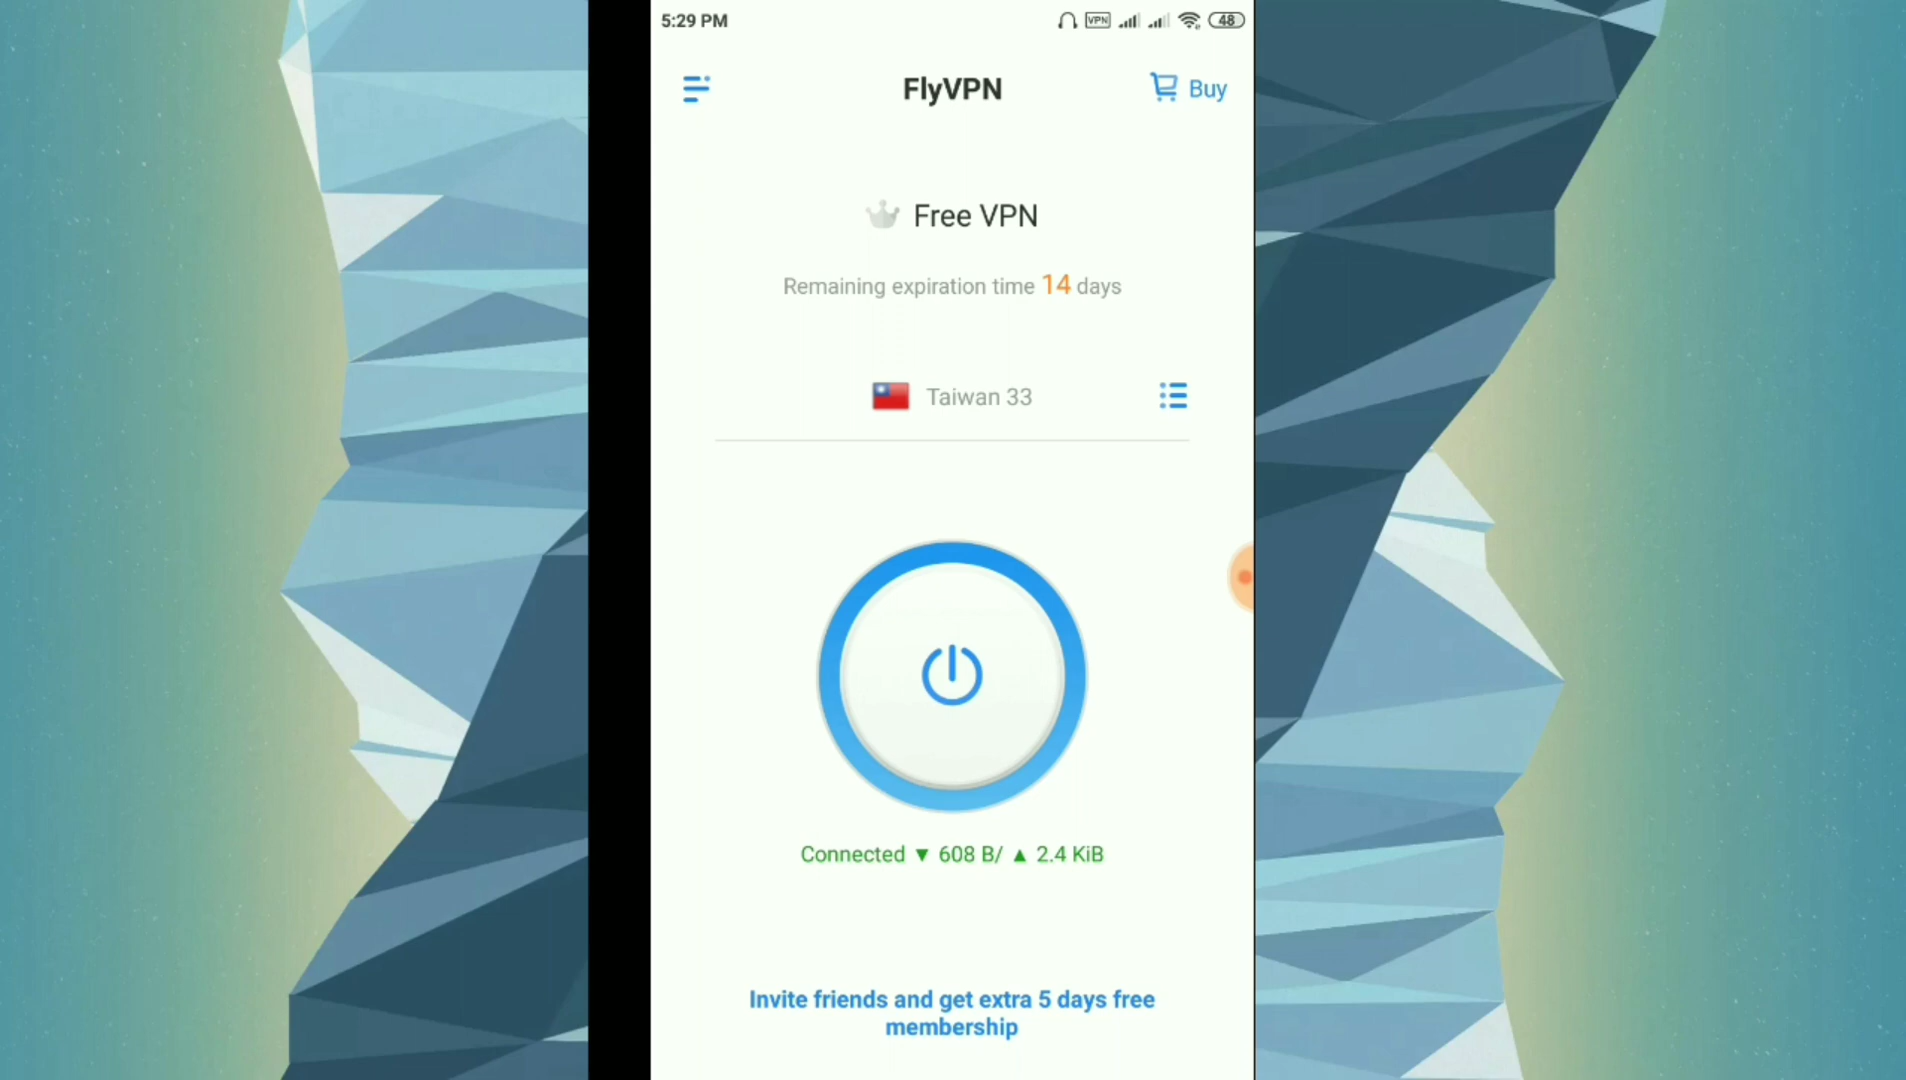 5:29 PM VPN 48
FlyVPN Buy
Free VPN
Remaining expiration time 14 days
Taiwan 33
Connected ▼ 608 B/ ▲ 2.4 KiB
Invite friends and get extra 5 days free
membership